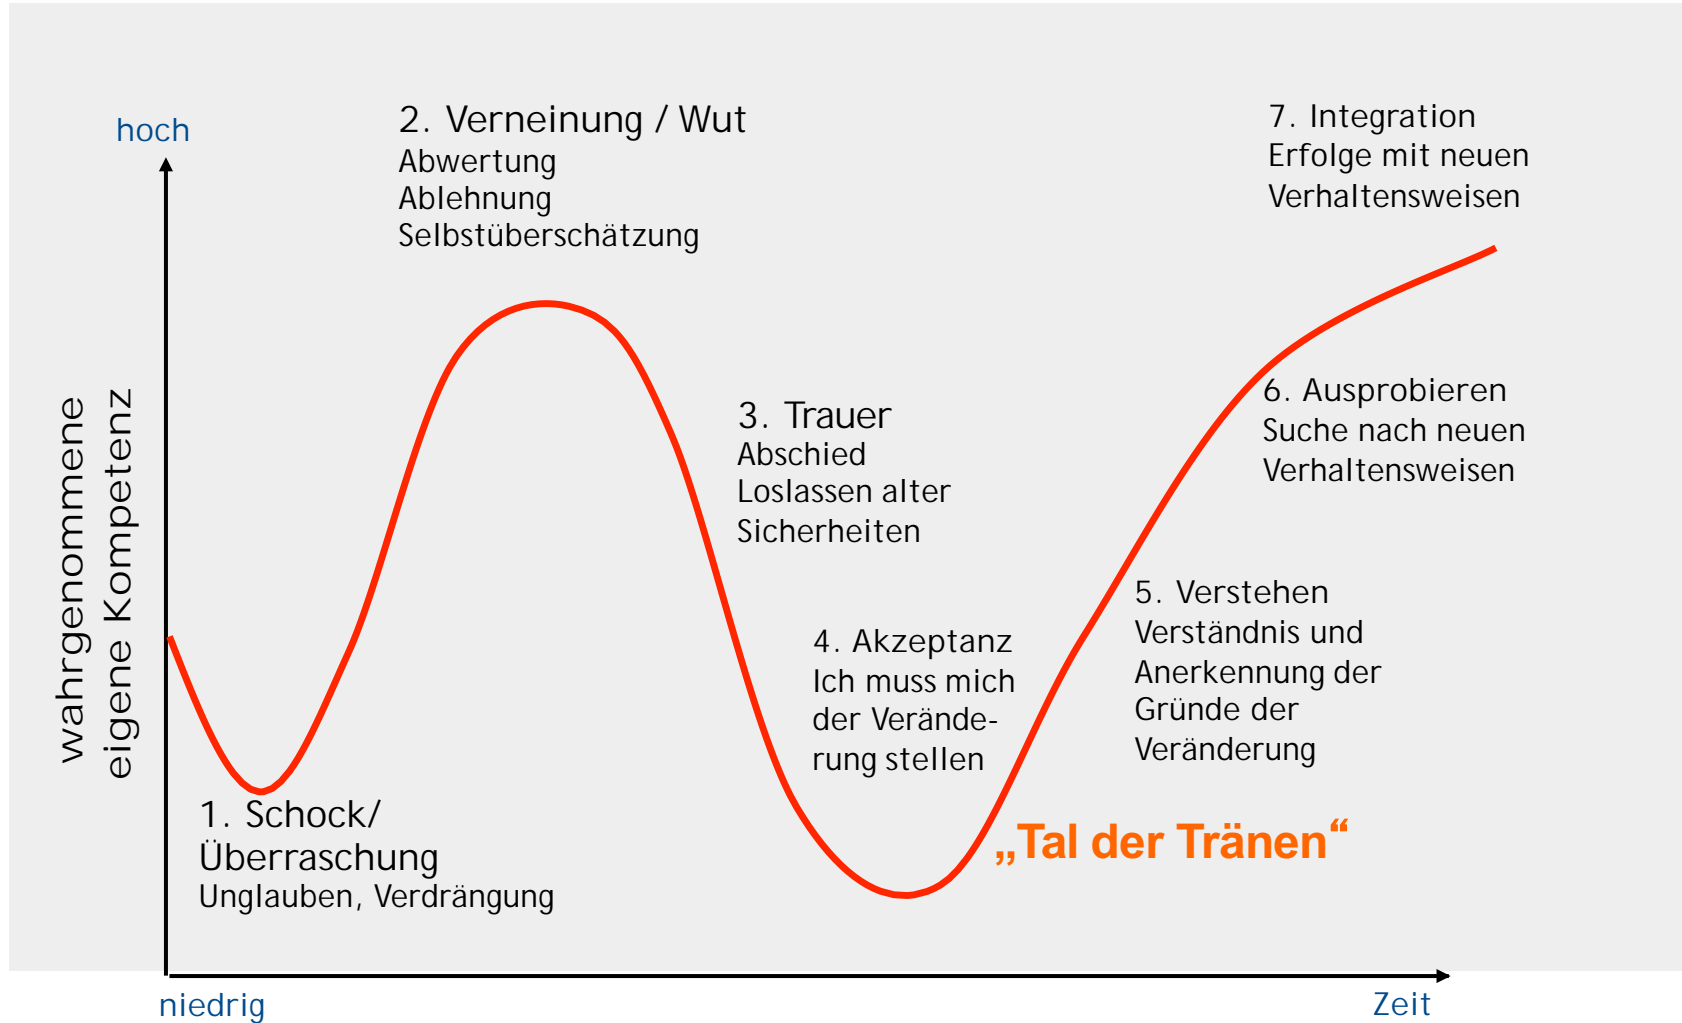 hoch
wahrgenommene
eigene Kompetenz
2. Verneinung / Wut
Abwertung
Ablehnung
Selbstüberschätzung
7. Integration
Erfolge mit neuen
Verhaltensweisen
3. Trauer
Abschied
Loslassen alter
Sicherheiten
6. Ausprobieren
Suche nach neuen
Verhaltensweisen
4. Akzeptanz
Ich muss mich
der Verände-
rung stellen
5. Verstehen
Verständnis und
Anerkennung der
Gründe der
Veränderung
1. Schock/
Überraschung
Unglauben, Verdrängung
„Tal der Tränen“
niedrig
Zeit